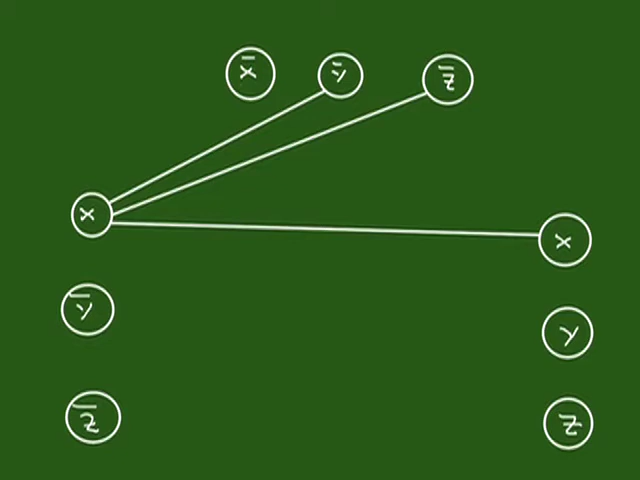 x̄ ȳ z̄
x x
ȳ y
z̄ z